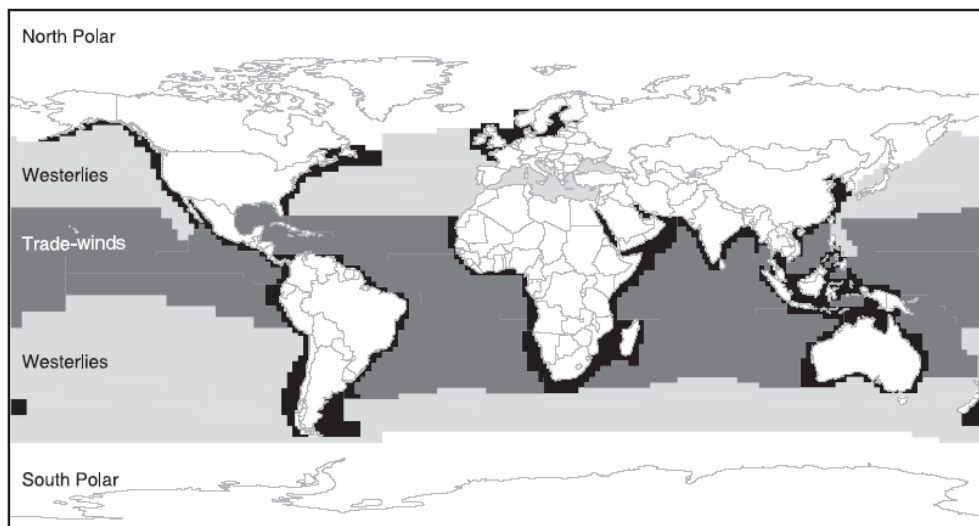 North Polar
Westerlies
Trade-winds
Westerlies
South Polar